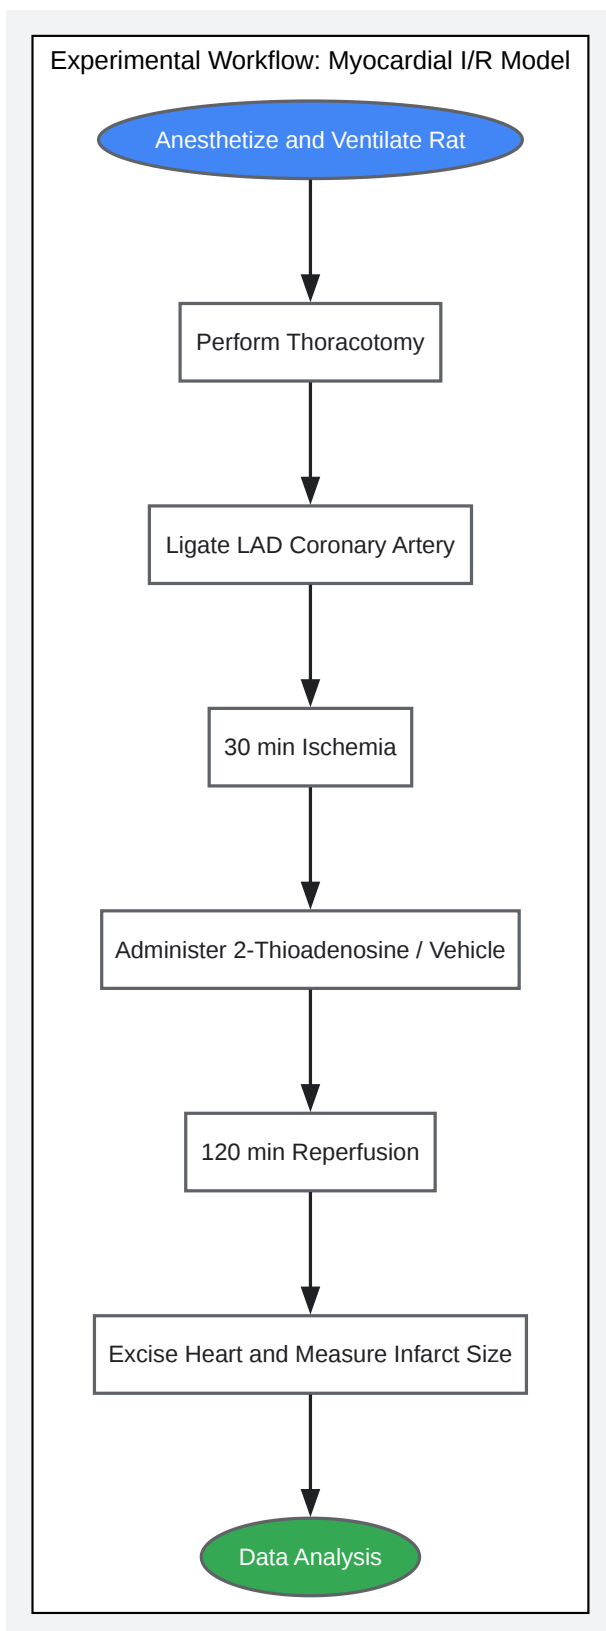 Experimental Workflow: Myocardial I/R Model
Anesthetize and Ventilate Rat
Perform Thoracotomy
Ligate LAD Coronary Artery
30 min Ischemia
Administer 2-Thioadenosine / Vehicle
120 min Reperfusion
Excise Heart and Measure Infarct Size
Data Analysis